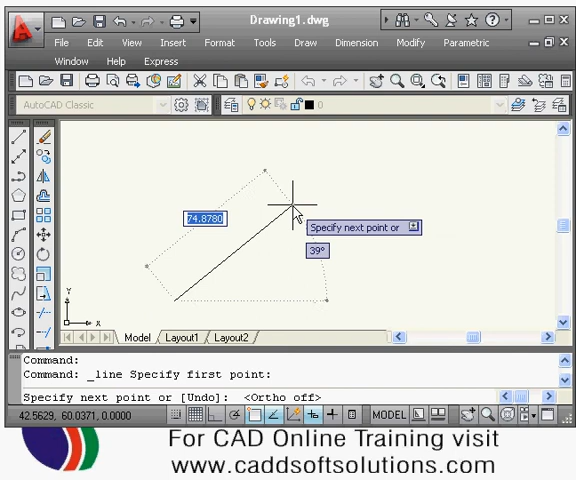 Drawing1.dwg
File Edit View Insert Format Tools Draw Dimension Modify Parametric
Window Help Express
AutoCAD Classic
0
74.8780
Specify next point or
39°
Y
X
Model Layout1 Layout2
Command:
Command: _line Specify first point:
Specify next point or [Undo]: <Ortho off>
42.5629, 60.0371, 0.0000 MODEL
For CAD Online Training visit
www.caddsoftsolutions.com